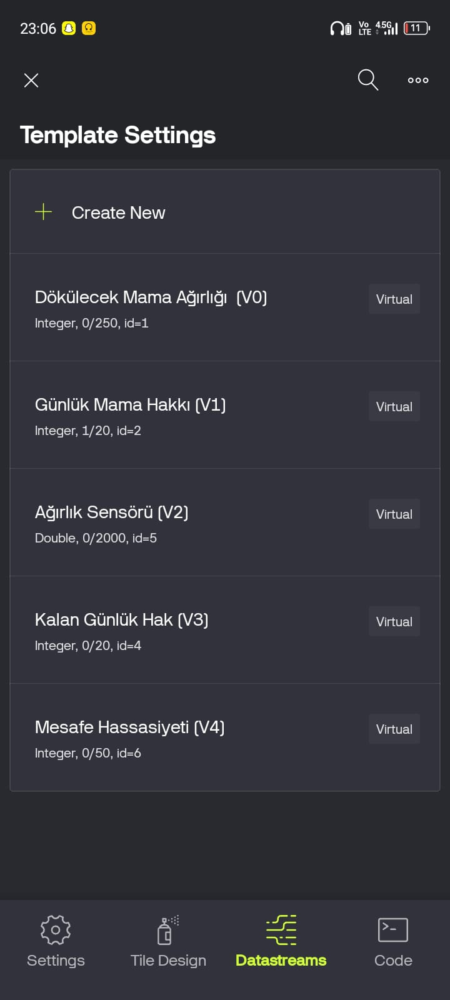 23:06
Vo LTE 4.5G 11
Template Settings
Create New
Dökülecek Mama Ağırlığı (V0)
Virtual
Integer, 0/250, id=1
Günlük Mama Hakkı (V1)
Virtual
Integer, 1/20, id=2
Ağırlık Sensörü (V2)
Virtual
Double, 0/2000, id=5
Kalan Günlük Hak (V3)
Virtual
Integer, 0/20, id=4
Mesafe Hassasiyeti (V4)
Virtual
Integer, 0/50, id=6
Settings
Tile Design
Datastreams
Code